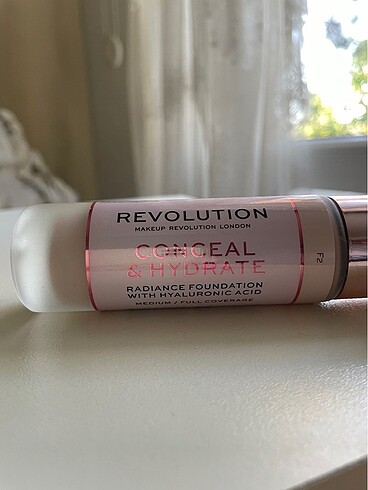 REVOLUTION
MAKEUP REVOLUTION LONDON
CONCEAL
& HYDRATE
RADIANCE FOUNDATION
WITH HYALURONIC ACID
MEDIUM / FULL COVERAGE
F2